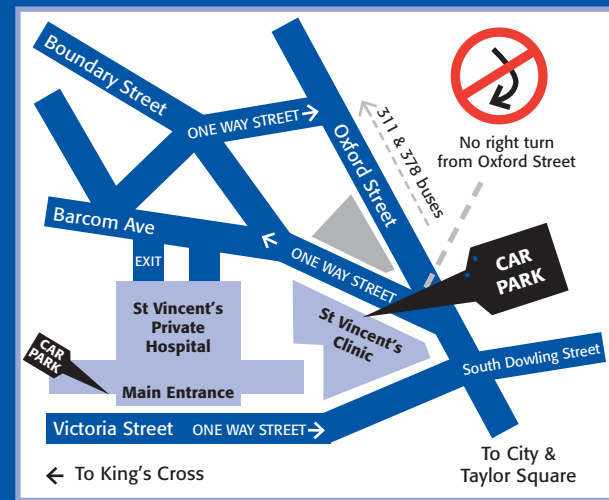 Boundary Street
ONE WAY STREET
Oxford Street
311 & 378 buses
No right turn
from Oxford Street
Barcom Ave
EXIT
ONE WAY STREET
CAR
PARK
St Vincent's
Private
Hospital
St Vincent's
Clinic
CAR
PARK
Main Entrance
South Dowling Street
Victoria Street ONE WAY STREET
To King's Cross
To City &
Taylor Square